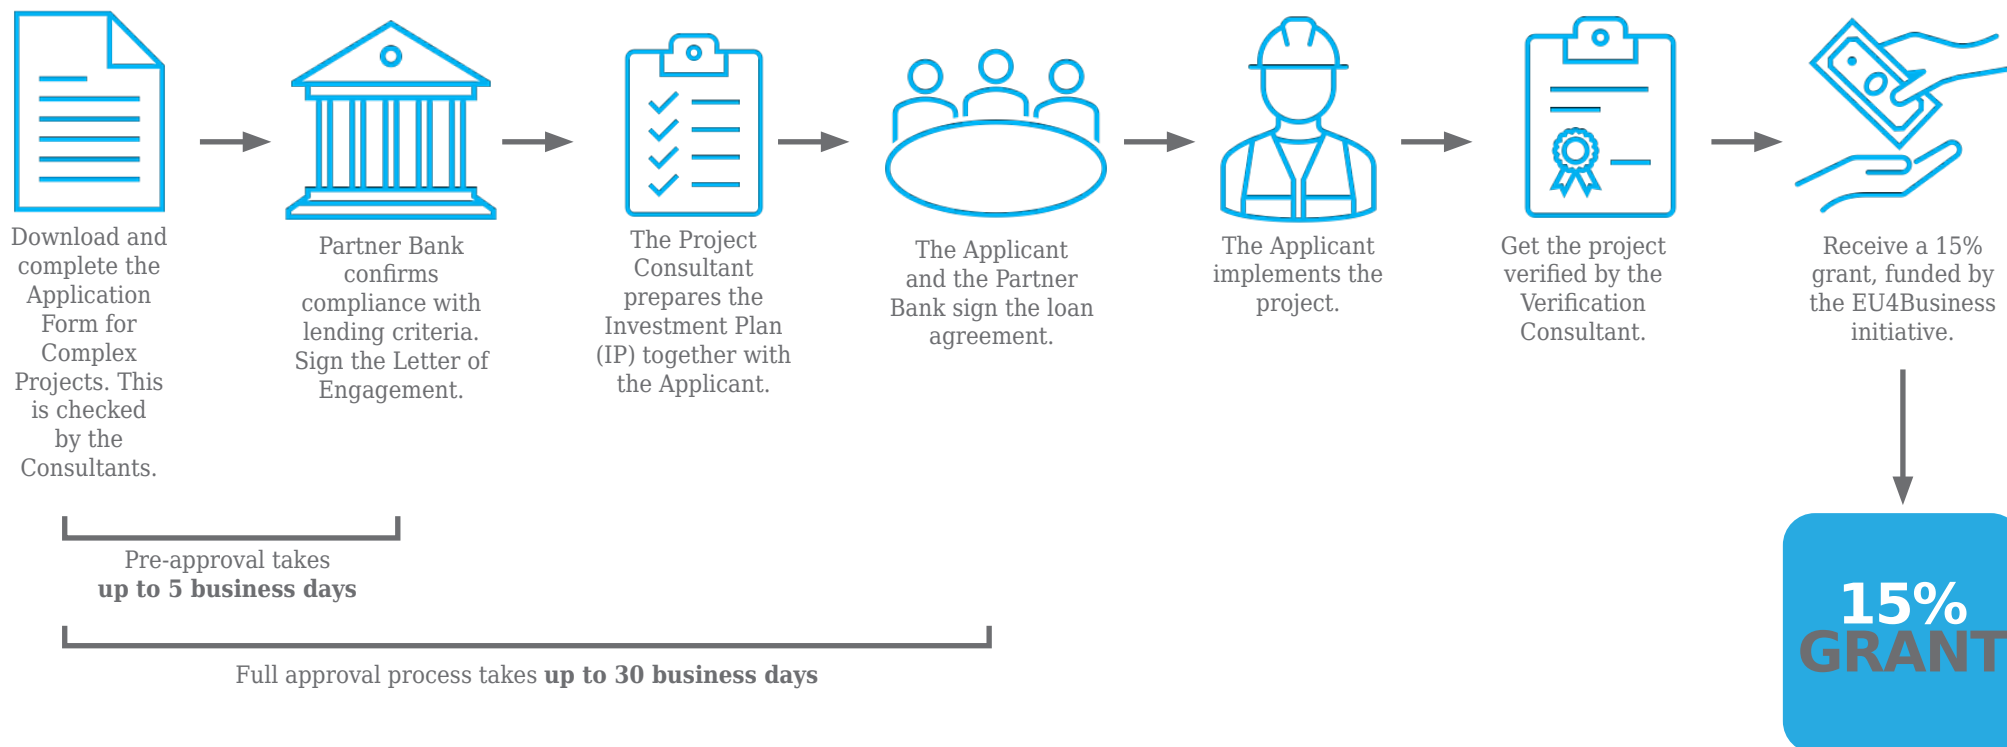 Download and
complete the
Application
Form for
Complex
Projects. This
is checked
by the
Consultants.
Partner Bank
confirms
compliance with
lending criteria.
Sign the Letter of
Engagement.
The Project
Consultant
prepares the
Investment Plan
(IP) together with
the Applicant.
The Applicant
and the Partner
Bank sign the loan
agreement.
The Applicant
implements the
project.
Get the project
verified by the
Verification
Consultant.
Receive a 15%
grant, funded by
the EU4Business
initiative.
Pre-approval takes
up to 5 business days
Full approval process takes up to 30 business days
15%
GRANT